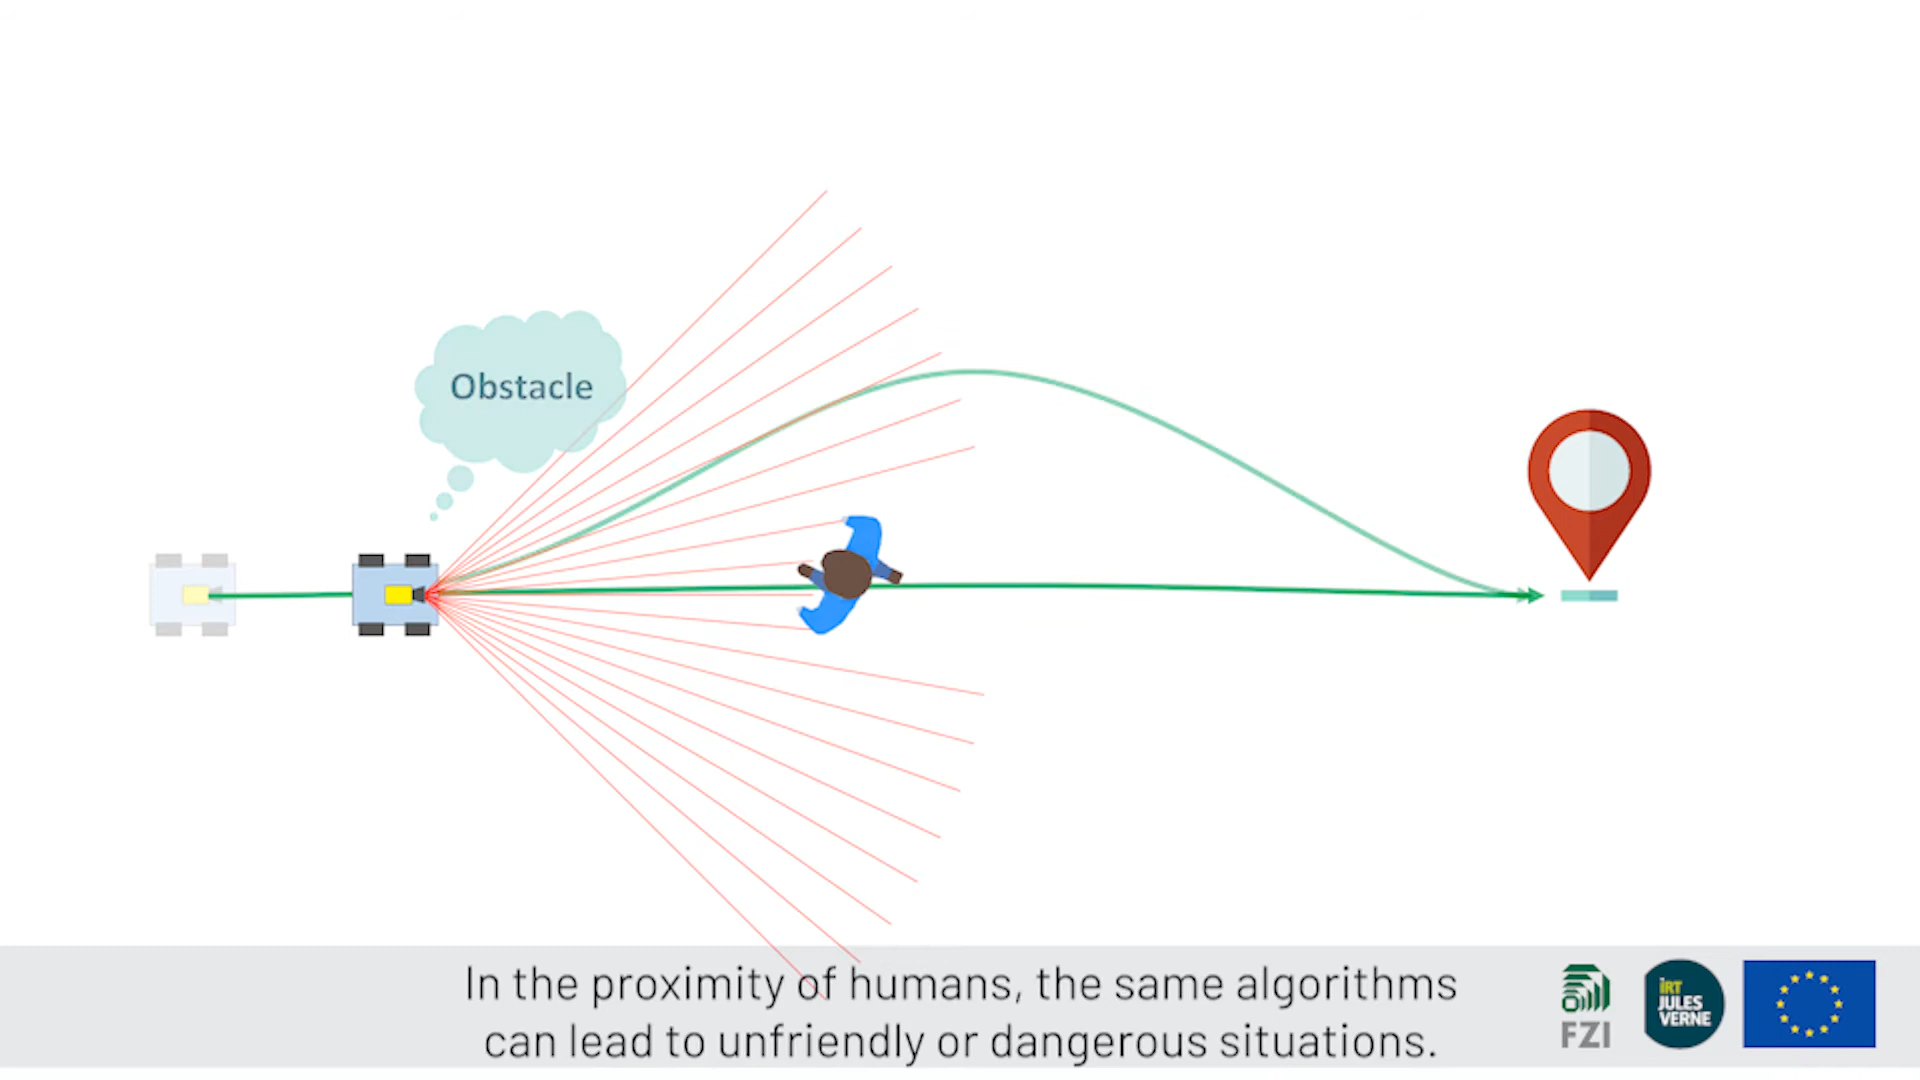 Obstacle
In the proximity of humans, the same algorithms
can lead to unfriendly or dangerous situations.
FZI
iRT
JULES
VERNE